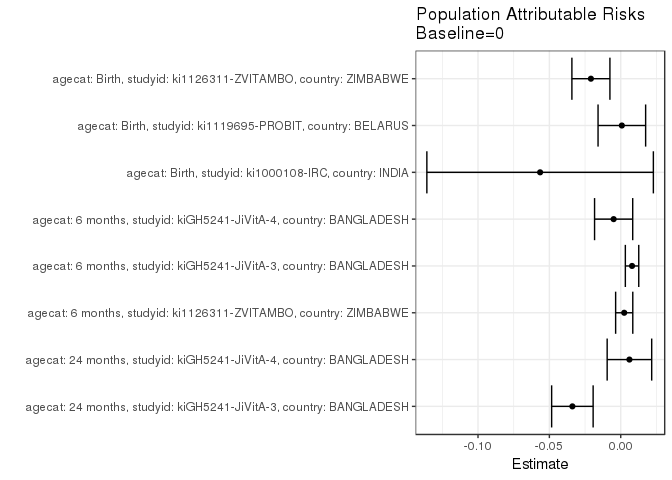 Population Attributable Risks
Baseline=0
agecat: Birth, studyid: ki1126311-ZVITAMBO, country: ZIMBABWE
agecat: Birth, studyid: ki1119695-PROBIT, country: BELARUS
agecat: Birth, studyid: ki1000108-IRC, country: INDIA
agecat: 6 months, studyid: kiGH5241-JiVitA-4, country: BANGLADESH
agecat: 6 months, studyid: kiGH5241-JiVitA-3, country: BANGLADESH
agecat: 6 months, studyid: ki1126311-ZVITAMBO, country: ZIMBABWE
agecat: 24 months, studyid: kiGH5241-JiVitA-4, country: BANGLADESH
agecat: 24 months, studyid: kiGH5241-JiVitA-3, country: BANGLADESH
-0.10 -0.05 0.00
Estimate